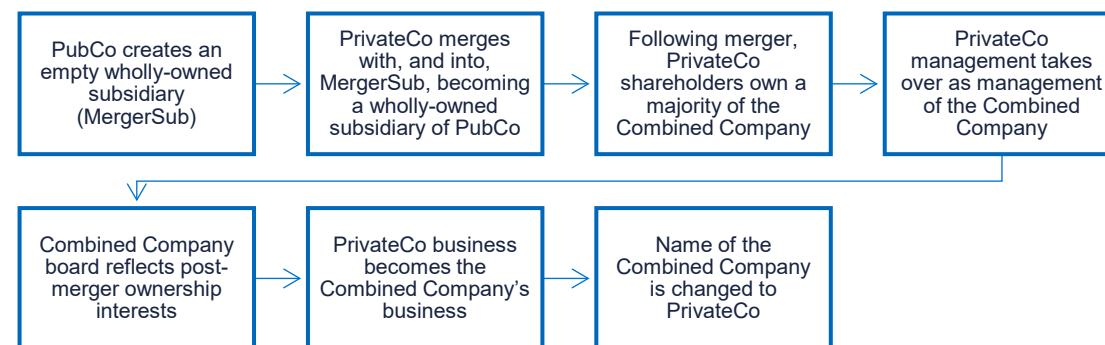 PubCo creates an
empty wholly-owned
subsidiary
(MergerSub)
PrivateCo merges
with, and into,
MergerSub, becoming
a wholly-owned
subsidiary of PubCo
Following merger,
PrivateCo
shareholders own a
majority of the
Combined Company
PrivateCo
management takes
over as management
of the Combined
Company
Combined Company
board reflects post-
merger ownership
interests
PrivateCo business
becomes the
Combined Company’s
business
Name of the
Combined Company
is changed to
PrivateCo